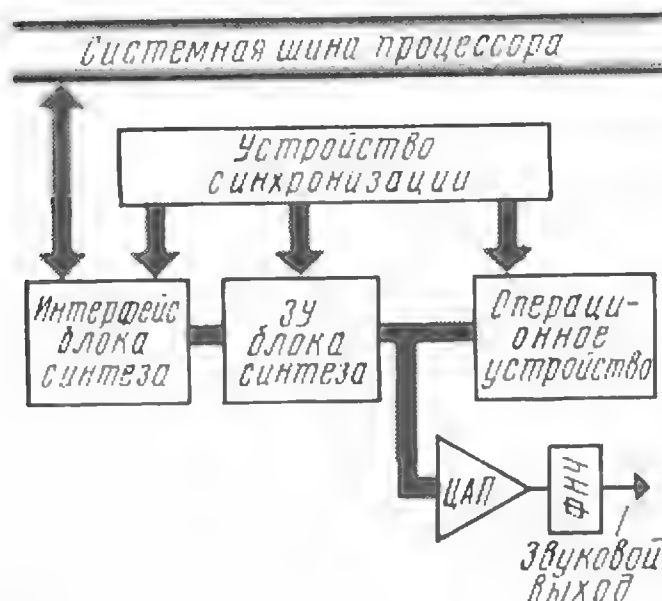 Системная шина процессора
Устройство
синхронизации
Интерфейс
блока
синтеза
ЗУ
блока
синтеза
Операци-
онное
устройство
ЦАП
ФНЧ
Звуковой
выход